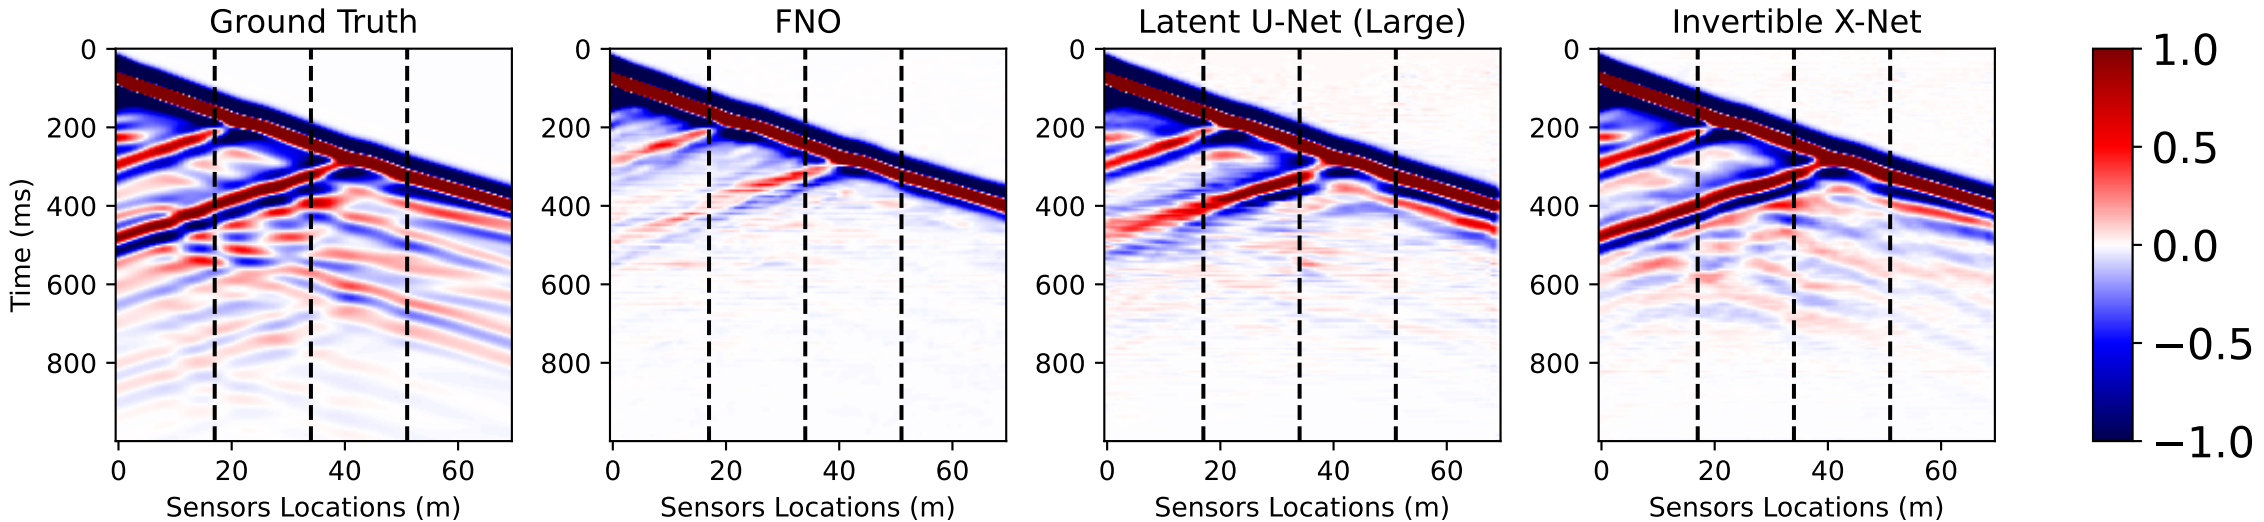 Ground Truth
FNO
Latent U-Net (Large)
Invertible X-Net
0
200
400
600
800
0
200
400
600
800
0
200
400
600
800
0
200
400
600
800
1.0
0.5
0.0
−0.5
−1.0
Time (ms)
0 20 40 60
0 20 40 60
0 20 40 60
0 20 40 60
Sensors Locations (m)
Sensors Locations (m)
Sensors Locations (m)
Sensors Locations (m)